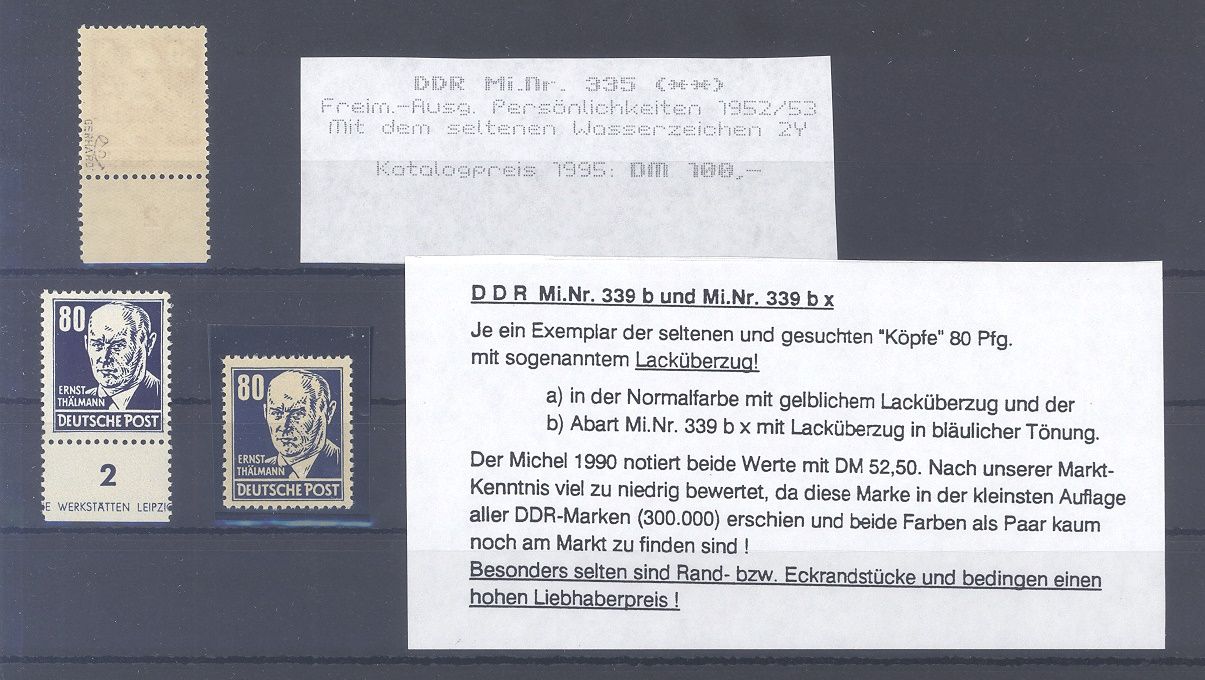 GERHARD
2
DDR Mi.Nr. 335 (**)
Freim.-Ausg. Persönlichkeiten 1952/53
Mit dem seltenen Wasserzeichen 2Y
Katalogpreis 1995: DM 100,-
80
ERNST
THÄLMANN
DEUTSCHE POST
2
E WERKSTÄTTEN LEIPZIG
80
ERNST
THÄLMANN
DEUTSCHE POST
D D R Mi.Nr. 339 b und Mi.Nr. 339 b x
Je ein Exemplar der seltenen und gesuchten "Köpfe" 80 Pfg.
mit sogenanntem Lacküberzug!
a) in der Normalfarbe mit gelblichem Lacküberzug und der
b) Abart Mi.Nr. 339 b x mit Lacküberzug in bläulicher Tönung.
Der Michel 1990 notiert beide Werte mit DM 52,50. Nach unserer Markt-
Kenntnis viel zu niedrig bewertet, da diese Marke in der kleinsten Auflage
aller DDR-Marken (300.000) erschien und beide Farben als Paar kaum
noch am Markt zu finden sind !
Besonders selten sind Rand- bzw. Eckrandstücke und bedingen einen
hohen Liebhaberpreis !